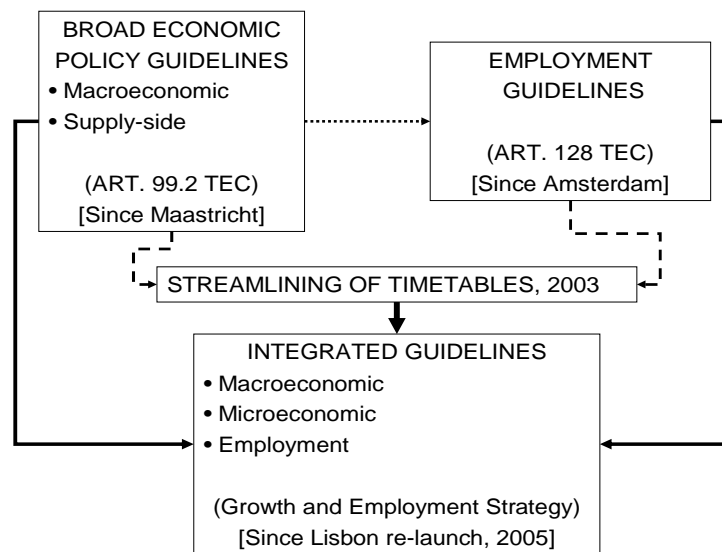 BROAD ECONOMIC
POLICY GUIDELINES
• Macroeconomic
• Supply-side
(ART. 99.2 TEC)
[Since Maastricht]
EMPLOYMENT
GUIDELINES
(ART. 128 TEC)
[Since Amsterdam]
STREAMLINING OF TIMETABLES, 2003
INTEGRATED GUIDELINES
• Macroeconomic
• Microeconomic
• Employment
(Growth and Employment Strategy)
[Since Lisbon re-launch, 2005]